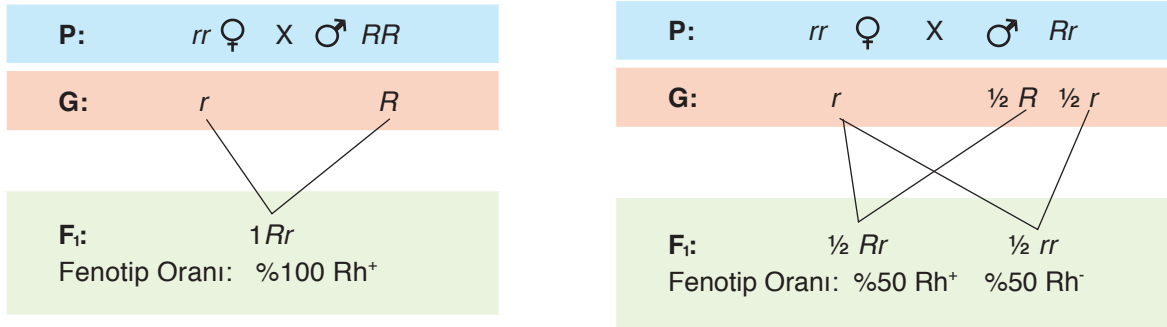 P: rr ♀ X ♂ RR
G: r R
F₁: 1Rr
Fenotip Oranı: %100 Rh⁺
P: rr ♀ X ♂ Rr
G: r ½ R ½ r
F₁: ½ Rr ½ rr
Fenotip Oranı: %50 Rh⁺ %50 Rh⁻